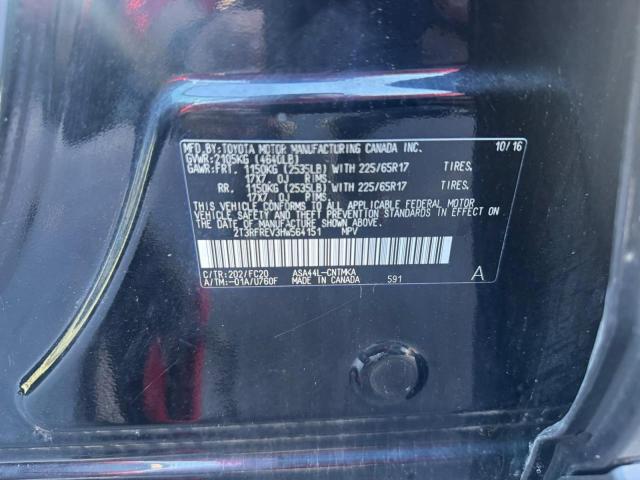 MFD.BY:TOYOTA MOTOR MANUFACTURING CANADA INC. 10/16
GVWR:2105KG (4640LB)
GAWR:FRT. 1150KG (2535LB) WITH 225/65R17 TIRES.
17X7.0J RIMS.
RR. 1150KG (2535LB) WITH 225/65R17 TIRES.
17X7.0J RIMS.
THIS VEHICLE CONFORMS TO ALL APPLICABLE FEDERAL MOTOR
VEHICLE SAFETY AND THEFT PREVENTION STANDARDS IN EFFECT
ON THE DATE OF MANUFACTURE SHOWN ABOVE.
2T3RFREV3HW564151 MPV
C/TR:202/FC20 ASA44L-CNTMKA
A/TM:-01A/U760F MADE IN CANADA 591 A